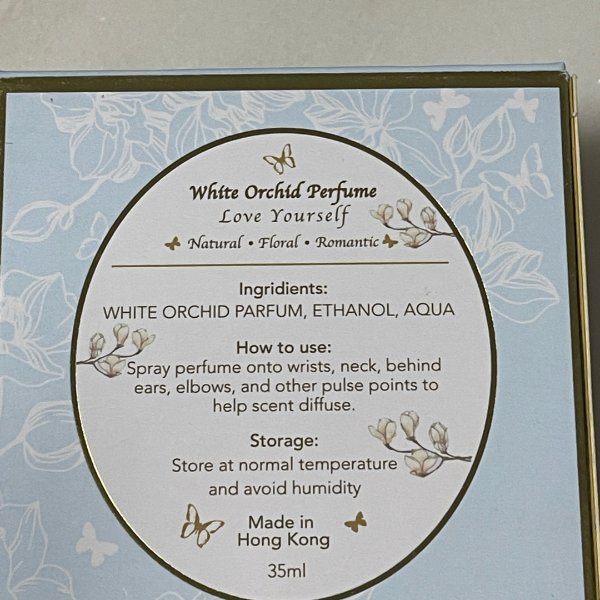 White Orchid Perfume
Love Yourself
Natural • Floral • Romantic
Ingridients:
WHITE ORCHID PARFUM, ETHANOL, AQUA
How to use:
Spray perfume onto wrists, neck, behind
ears, elbows, and other pulse points to
help scent diffuse.
Storage:
Store at normal temperature
and avoid humidity
Made in
Hong Kong
35ml